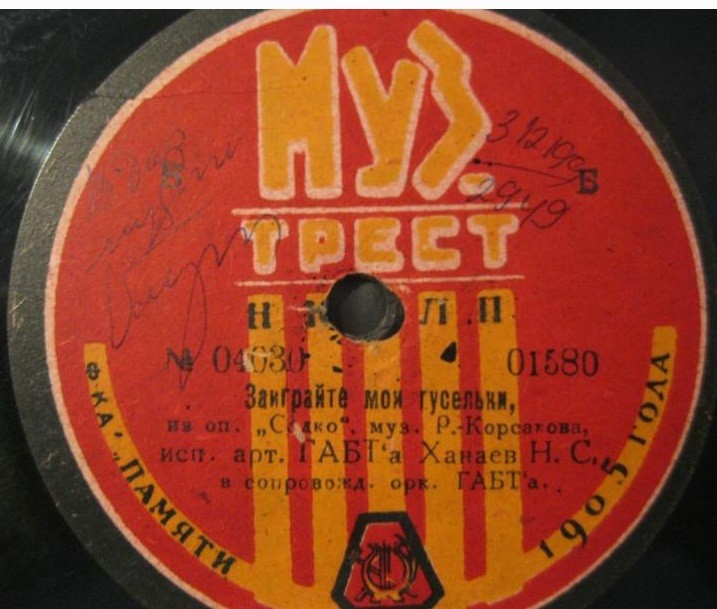 МУЗ
ТРЕСТ
Б
Н К Л П
№ 04030
01580
Заиграйте мои гусельки,
из оп. „Садко“, муз. Р.-Корсакова,
исп. арт. ГАБТ'а Ханаев Н. С.
в сопровожд. орк. ГАБТ'а.
Ф-КА „ПАМЯТИ 1905 ГОДА